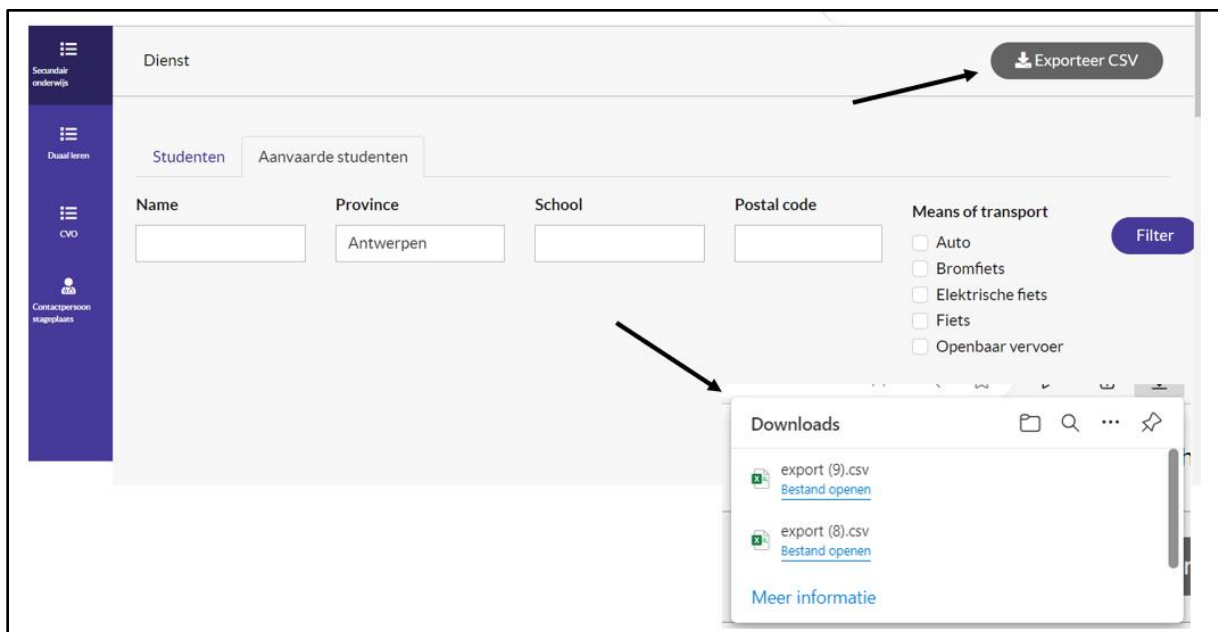 Secundair
onderwijs
Duaal leren
CVO
Contactpersoon
stageplaats
Dienst
Exporteer CSV
Studenten
Aanvaarde studenten
Name
Province
School
Postal code
Means of transport
Antwerpen
Auto
Bromfiets
Elektrische fiets
Fiets
Openbaar vervoer
Filter
Downloads
export (9).csv
Bestand openen
export (8).csv
Bestand openen
Meer informatie